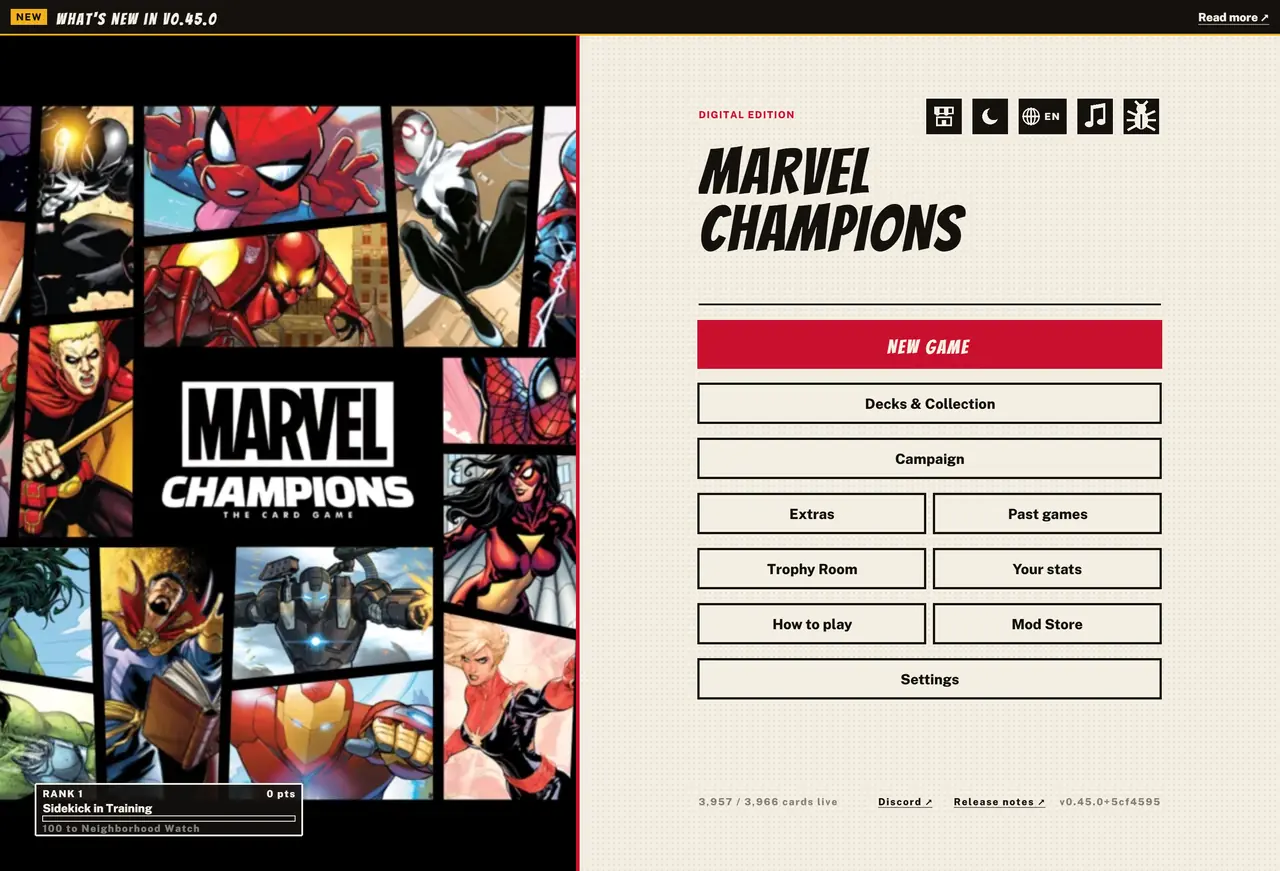 NEW WHAT'S NEW IN V0.45.0 Read more ↗
MARVEL
CHAMPIONS
THE CARD GAME
RANK 1 0 pts
Sidekick in Training
100 to Neighborhood Watch
DIGITAL EDITION
EN
MARVEL
CHAMPIONS
NEW GAME
Decks & Collection
Campaign
Extras Past games
Trophy Room Your stats
How to play Mod Store
Settings
3,957 / 3,966 cards live Discord ↗ Release notes ↗ v0.45.0+5cf4595